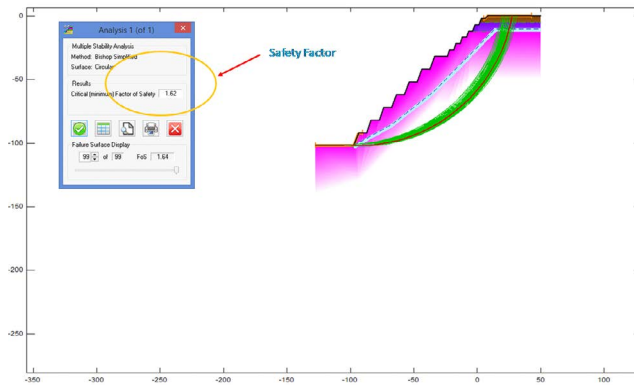 Analysis 1 (of 1)
Multiple Stability Analysis
Method: Bishop Simplified
Surface: Circular
Results
Critical (minimum) Factor of Safety 1.62
Failure Surface Display
99 of 99 FoS 1.64
Safety Factor
0
-50
-100
-150
-200
-250
-350 -300 -250 -200 -150 -100 -50 0 50 100